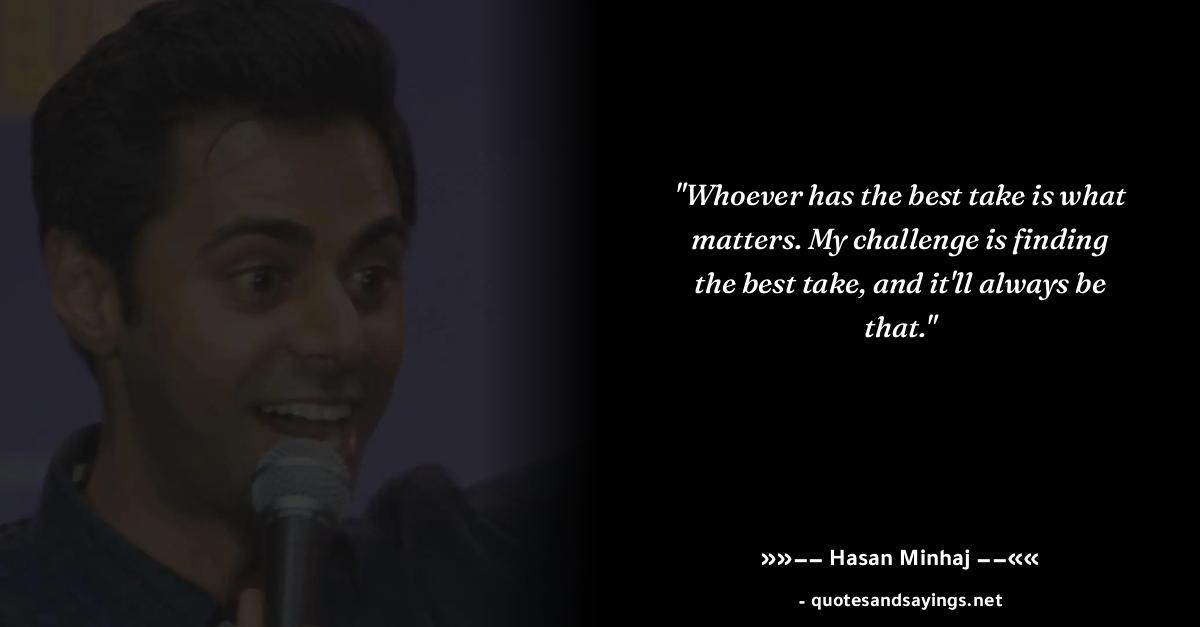 "Whoever has the best take is what
matters. My challenge is finding
the best take, and it'll always be
that."
»»−− Hasan Minhaj −−««
- quotesandsayings.net